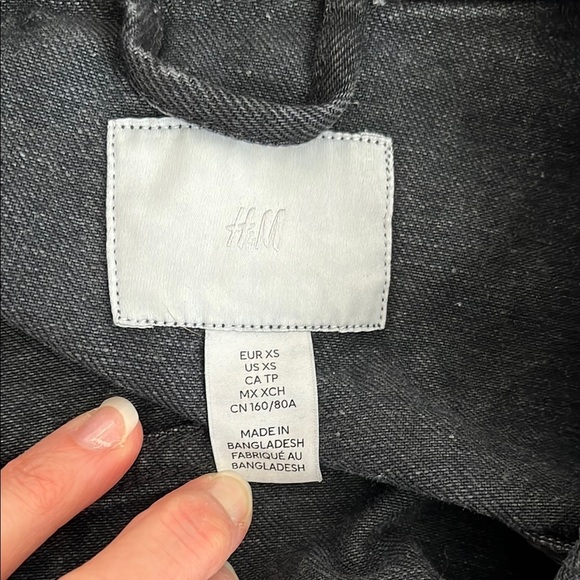 H&M
EUR XS
US XS
CA TP
MX XCH
CN 160/80A
MADE IN
BANGLADESH
FABRIQUÉ AU
BANGLADESH